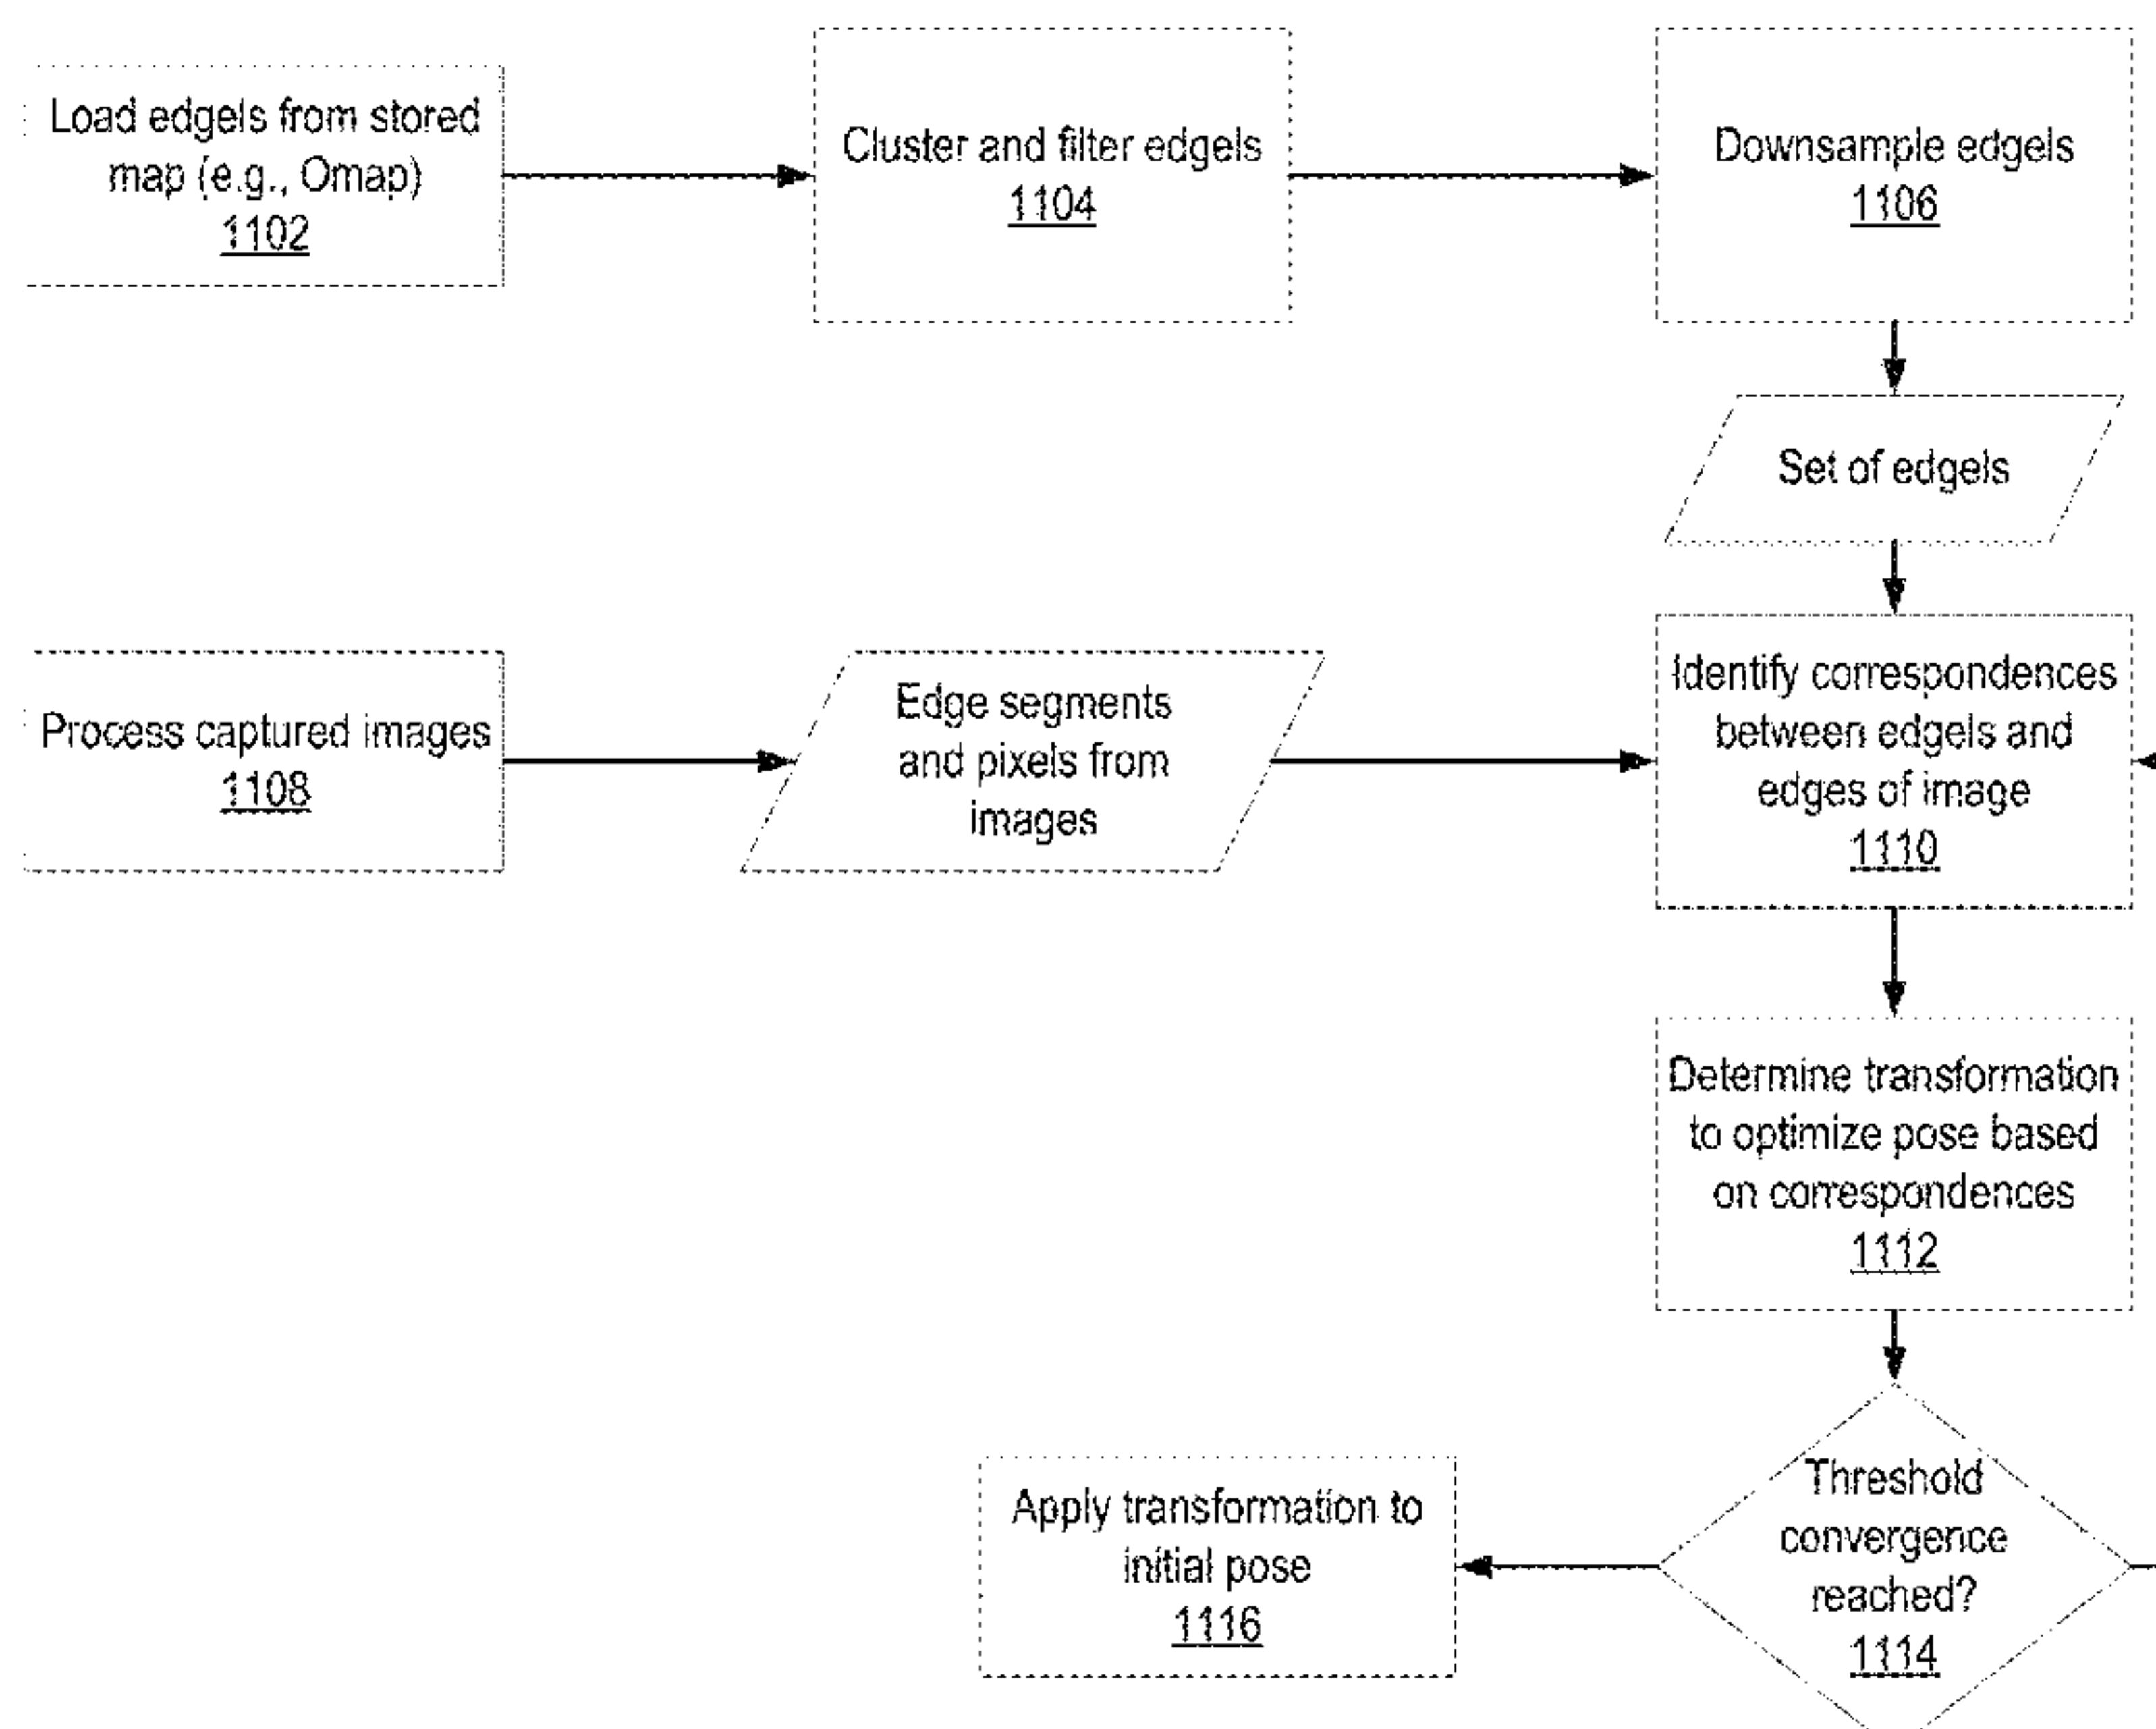 Load edgels from stored
map (e.g., Omap)
1102
Cluster and filter edgels
1104
Downsample edgels
1106
Set of edgels
Process captured images
1108
Edge segments
and pixels from
images
Identify correspondences
between edgels and
edges of image
1110
Determine transformation
to optimize pose based
on correspondences
1112
Apply transformation to
initial pose
1116
Threshold
convergence
reached?
1114